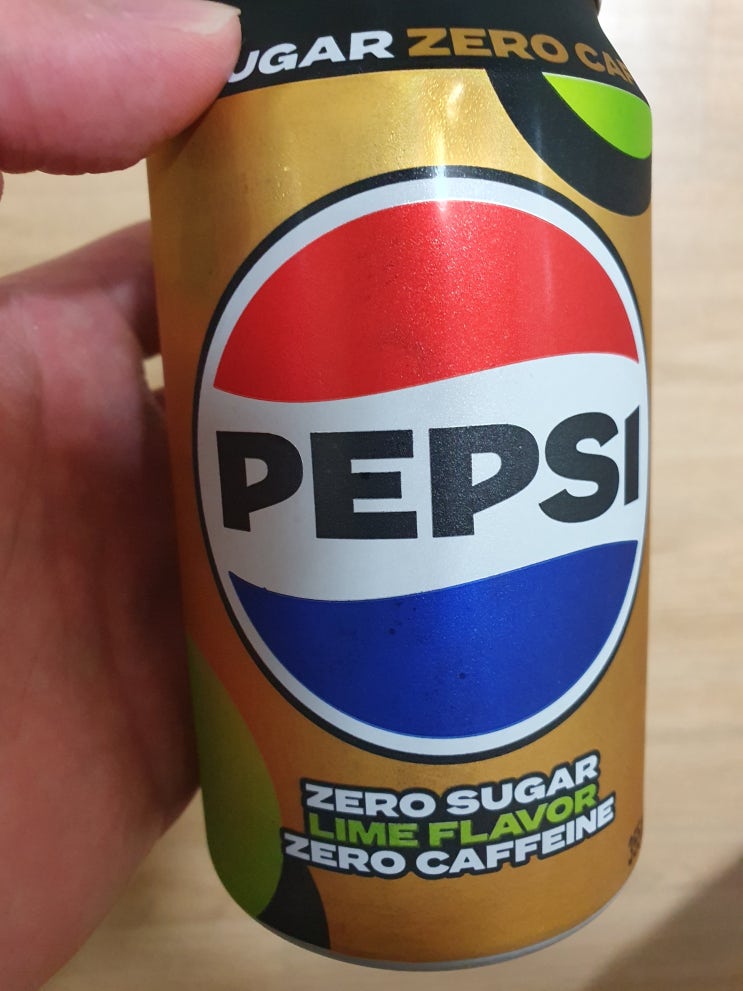 UGAR ZERO CA
PEPSI
ZERO SUGAR
LIME FLAVOR
ZERO CAFFEINE